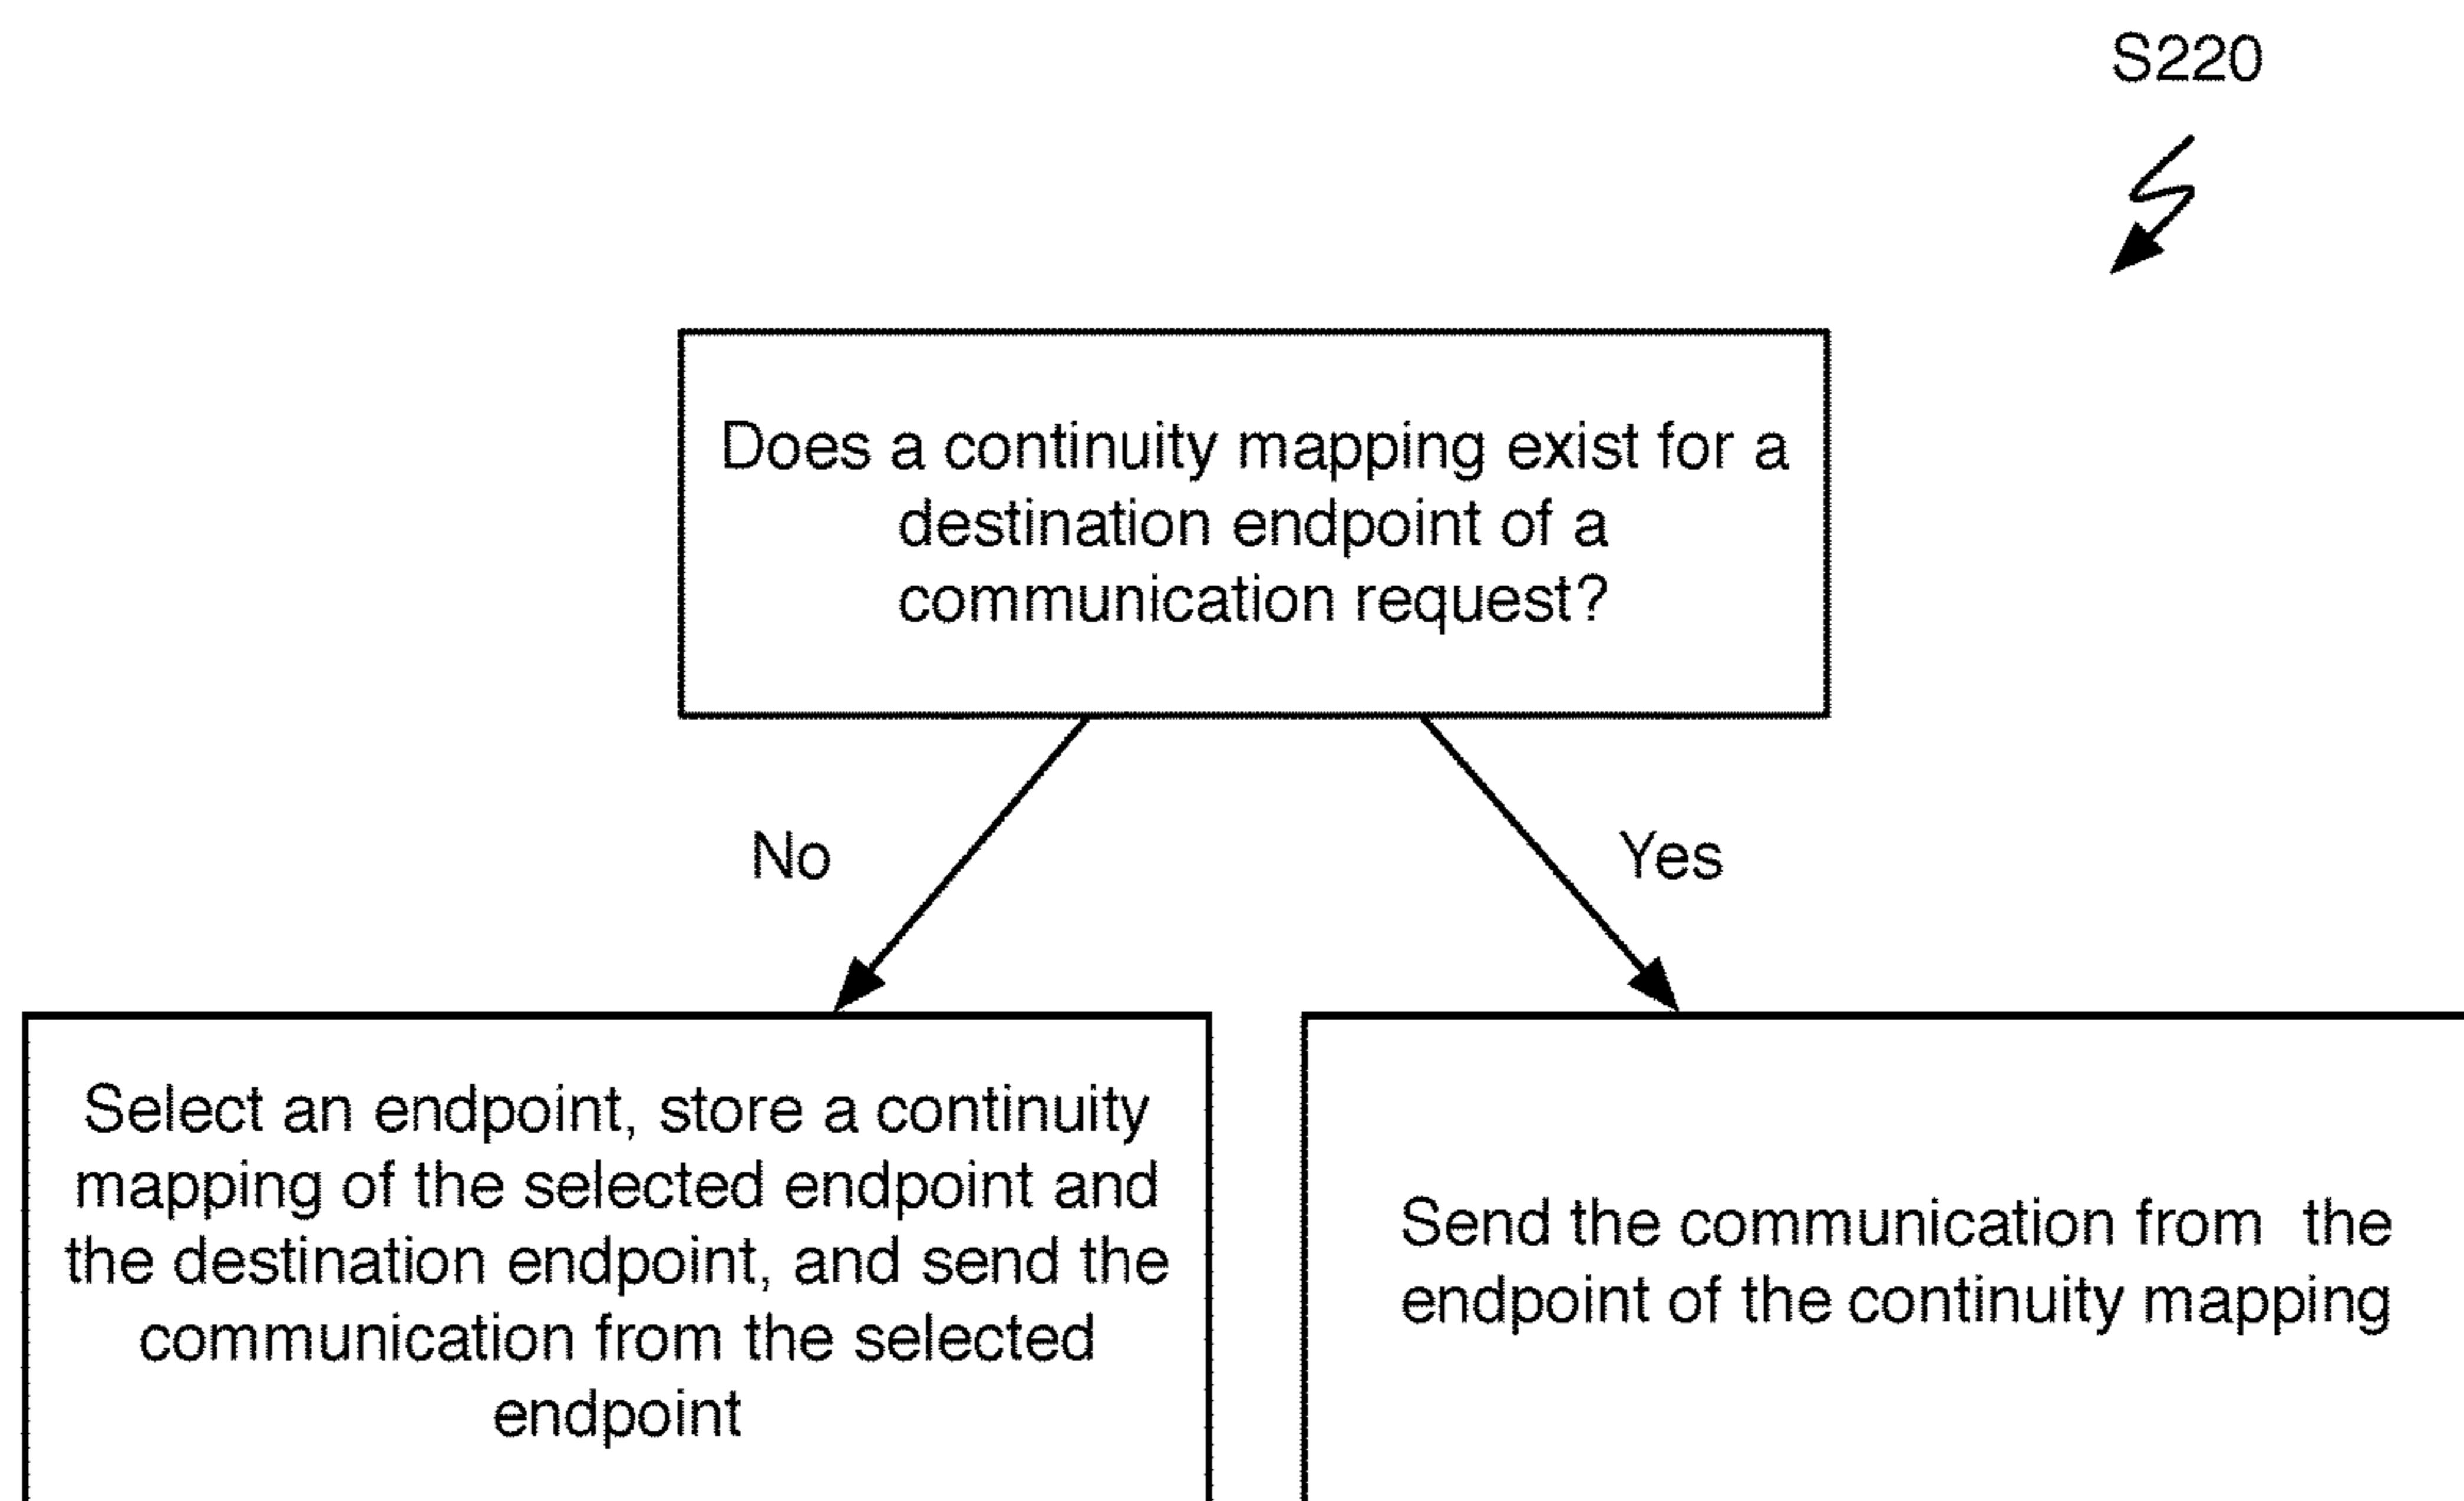 S220
Does a continuity mapping exist for a
destination endpoint of a
communication request?
No
Yes
Select an endpoint, store a continuity
mapping of the selected endpoint and
the destination endpoint, and send the
communication from the selected
endpoint
Send the communication from  the
endpoint of the continuity mapping